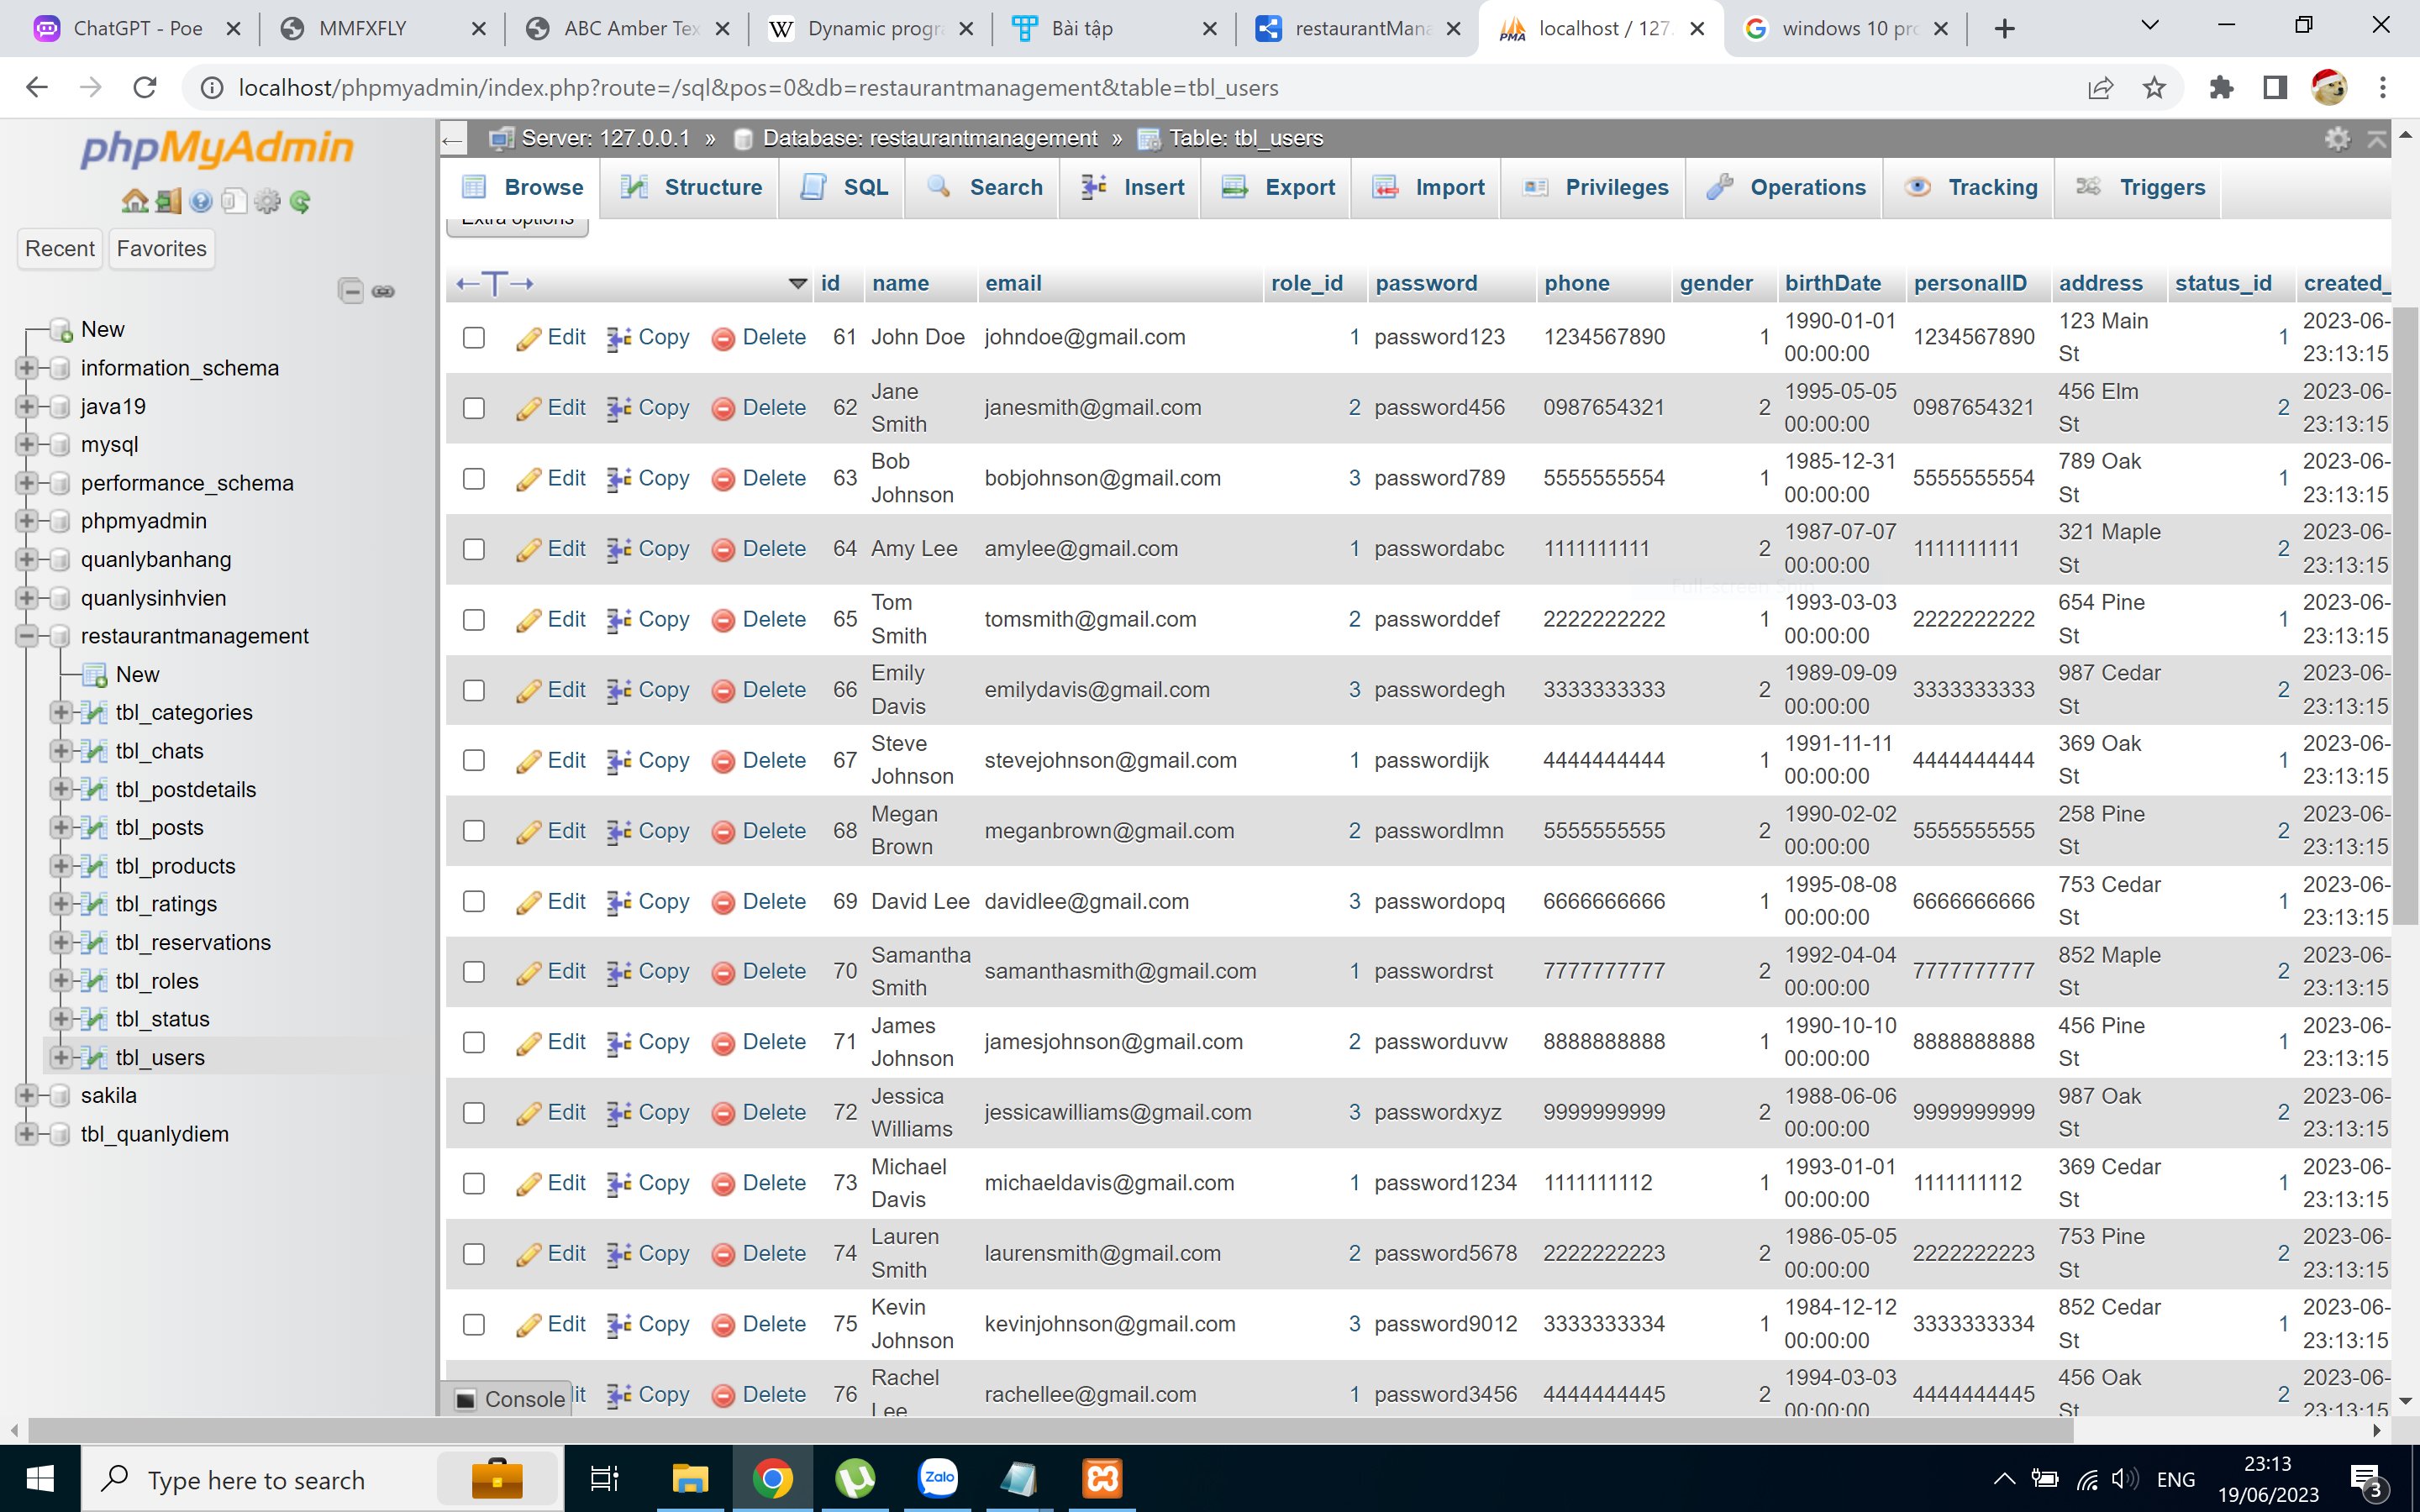 ChatGPT - Poe
MMFXFLY
ABC Amber Tex
Dynamic progra
Bài tập
restaurantMana
localhost / 127.
windows 10 pro
localhost/phpmyadmin/index.php?route=/sql&pos=0&db=restaurantmanagement&table=tbl_users
phpMyAdmin
Recent Favorites
New
information_schema
java19
mysql
performance_schema
phpmyadmin
quanlybanhang
quanlysinhvien
restaurantmanagement
New
tbl_categories
tbl_chats
tbl_postdetails
tbl_posts
tbl_products
tbl_ratings
tbl_reservations
tbl_roles
tbl_status
tbl_users
sakila
tbl_quanlydiem
Server: 127.0.0.1 » Database: restaurantmanagement » Table: tbl_users
Browse Structure SQL Search Insert Export Import Privileges Operations Tracking Triggers
Extra options
id name email role_id password phone gender birthDate personalID address status_id created_
Edit Copy Delete 61 John Doe johndoe@gmail.com 1 password123 1234567890 1 1990-01-01 00:00:00 1234567890 123 Main St 1 2023-06- 23:13:15
Edit Copy Delete 62 Jane Smith janesmith@gmail.com 2 password456 0987654321 2 1995-05-05 00:00:00 0987654321 456 Elm St 2 2023-06- 23:13:15
Edit Copy Delete 63 Bob Johnson bobjohnson@gmail.com 3 password789 5555555554 1 1985-12-31 00:00:00 5555555554 789 Oak St 1 2023-06- 23:13:15
Edit Copy Delete 64 Amy Lee amylee@gmail.com 1 passwordabc 1111111111 2 1987-07-07 00:00:00 1111111111 321 Maple St 2 2023-06- 23:13:15
Edit Copy Delete 65 Tom Smith tomsmith@gmail.com 2 passworddef 2222222222 1 1993-03-03 00:00:00 2222222222 654 Pine St 1 2023-06- 23:13:15
Edit Copy Delete 66 Emily Davis emilydavis@gmail.com 3 passwordegh 3333333333 2 1989-09-09 00:00:00 3333333333 987 Cedar St 2 2023-06- 23:13:15
Edit Copy Delete 67 Steve Johnson stevejohnson@gmail.com 1 passwordijk 4444444444 1 1991-11-11 00:00:00 4444444444 369 Oak St 1 2023-06- 23:13:15
Edit Copy Delete 68 Megan Brown meganbrown@gmail.com 2 passwordlmn 5555555555 2 1990-02-02 00:00:00 5555555555 258 Pine St 2 2023-06- 23:13:15
Edit Copy Delete 69 David Lee davidlee@gmail.com 3 passwordopq 6666666666 1 1995-08-08 00:00:00 6666666666 753 Cedar St 1 2023-06- 23:13:15
Edit Copy Delete 70 Samantha Smith samanthasmith@gmail.com 1 passwordrst 7777777777 2 1992-04-04 00:00:00 7777777777 852 Maple St 2 2023-06- 23:13:15
Edit Copy Delete 71 James Johnson jamesjohnson@gmail.com 2 passworduvw 8888888888 1 1990-10-10 00:00:00 8888888888 456 Pine St 1 2023-06- 23:13:15
Edit Copy Delete 72 Jessica Williams jessicawilliams@gmail.com 3 passwordxyz 9999999999 2 1988-06-06 00:00:00 9999999999 987 Oak St 2 2023-06- 23:13:15
Edit Copy Delete 73 Michael Davis michaeldavis@gmail.com 1 password1234 1111111112 1 1993-01-01 00:00:00 1111111112 369 Cedar St 1 2023-06- 23:13:15
Edit Copy Delete 74 Lauren Smith laurensmith@gmail.com 2 password5678 2222222223 2 1986-05-05 00:00:00 2222222223 753 Pine St 2 2023-06- 23:13:15
Edit Copy Delete 75 Kevin Johnson kevinjohnson@gmail.com 3 password9012 3333333334 1 1984-12-12 00:00:00 3333333334 852 Cedar St 1 2023-06- 23:13:15
Copy Delete 76 Rachel Lee rachellee@gmail.com 1 password3456 4444444445 2 1994-03-03 00:00:00 4444444445 456 Oak St 2 2023-06- 23:13:15
Console
Type here to search
Zalo
ENG
23:13
19/06/2023
3